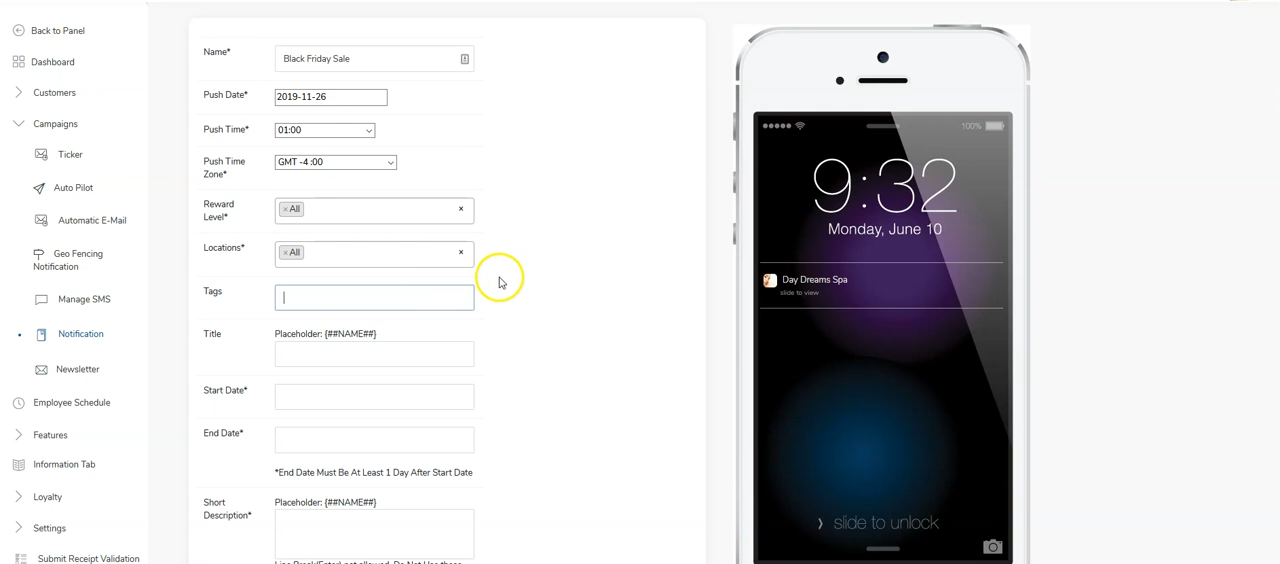 Back to Panel
Dashboard
Customers
Campaigns
Ticker
Auto Pilot
Automatic E-Mail
Geo Fencing
Notification
Manage SMS
Notification
Newsletter
Employee Schedule
Features
Information Tab
Loyalty
Settings
Submit Receipt Validation
Name*
Black Friday Sale
Push Date*
2019-11-26
Push Time*
01:00
Push Time
Zone*
GMT -4 :00
Reward
Level*
× All
×
Locations*
× All
×
Tags
Title
Placeholder: {##NAME##}
Start Date*
End Date*
*End Date Must Be At Least 1 Day After Start Date
Short
Description*
Placeholder: {##NAME##}
100%
9:32
Monday, June 10
Day Dreams Spa
slide to view
slide to unlock